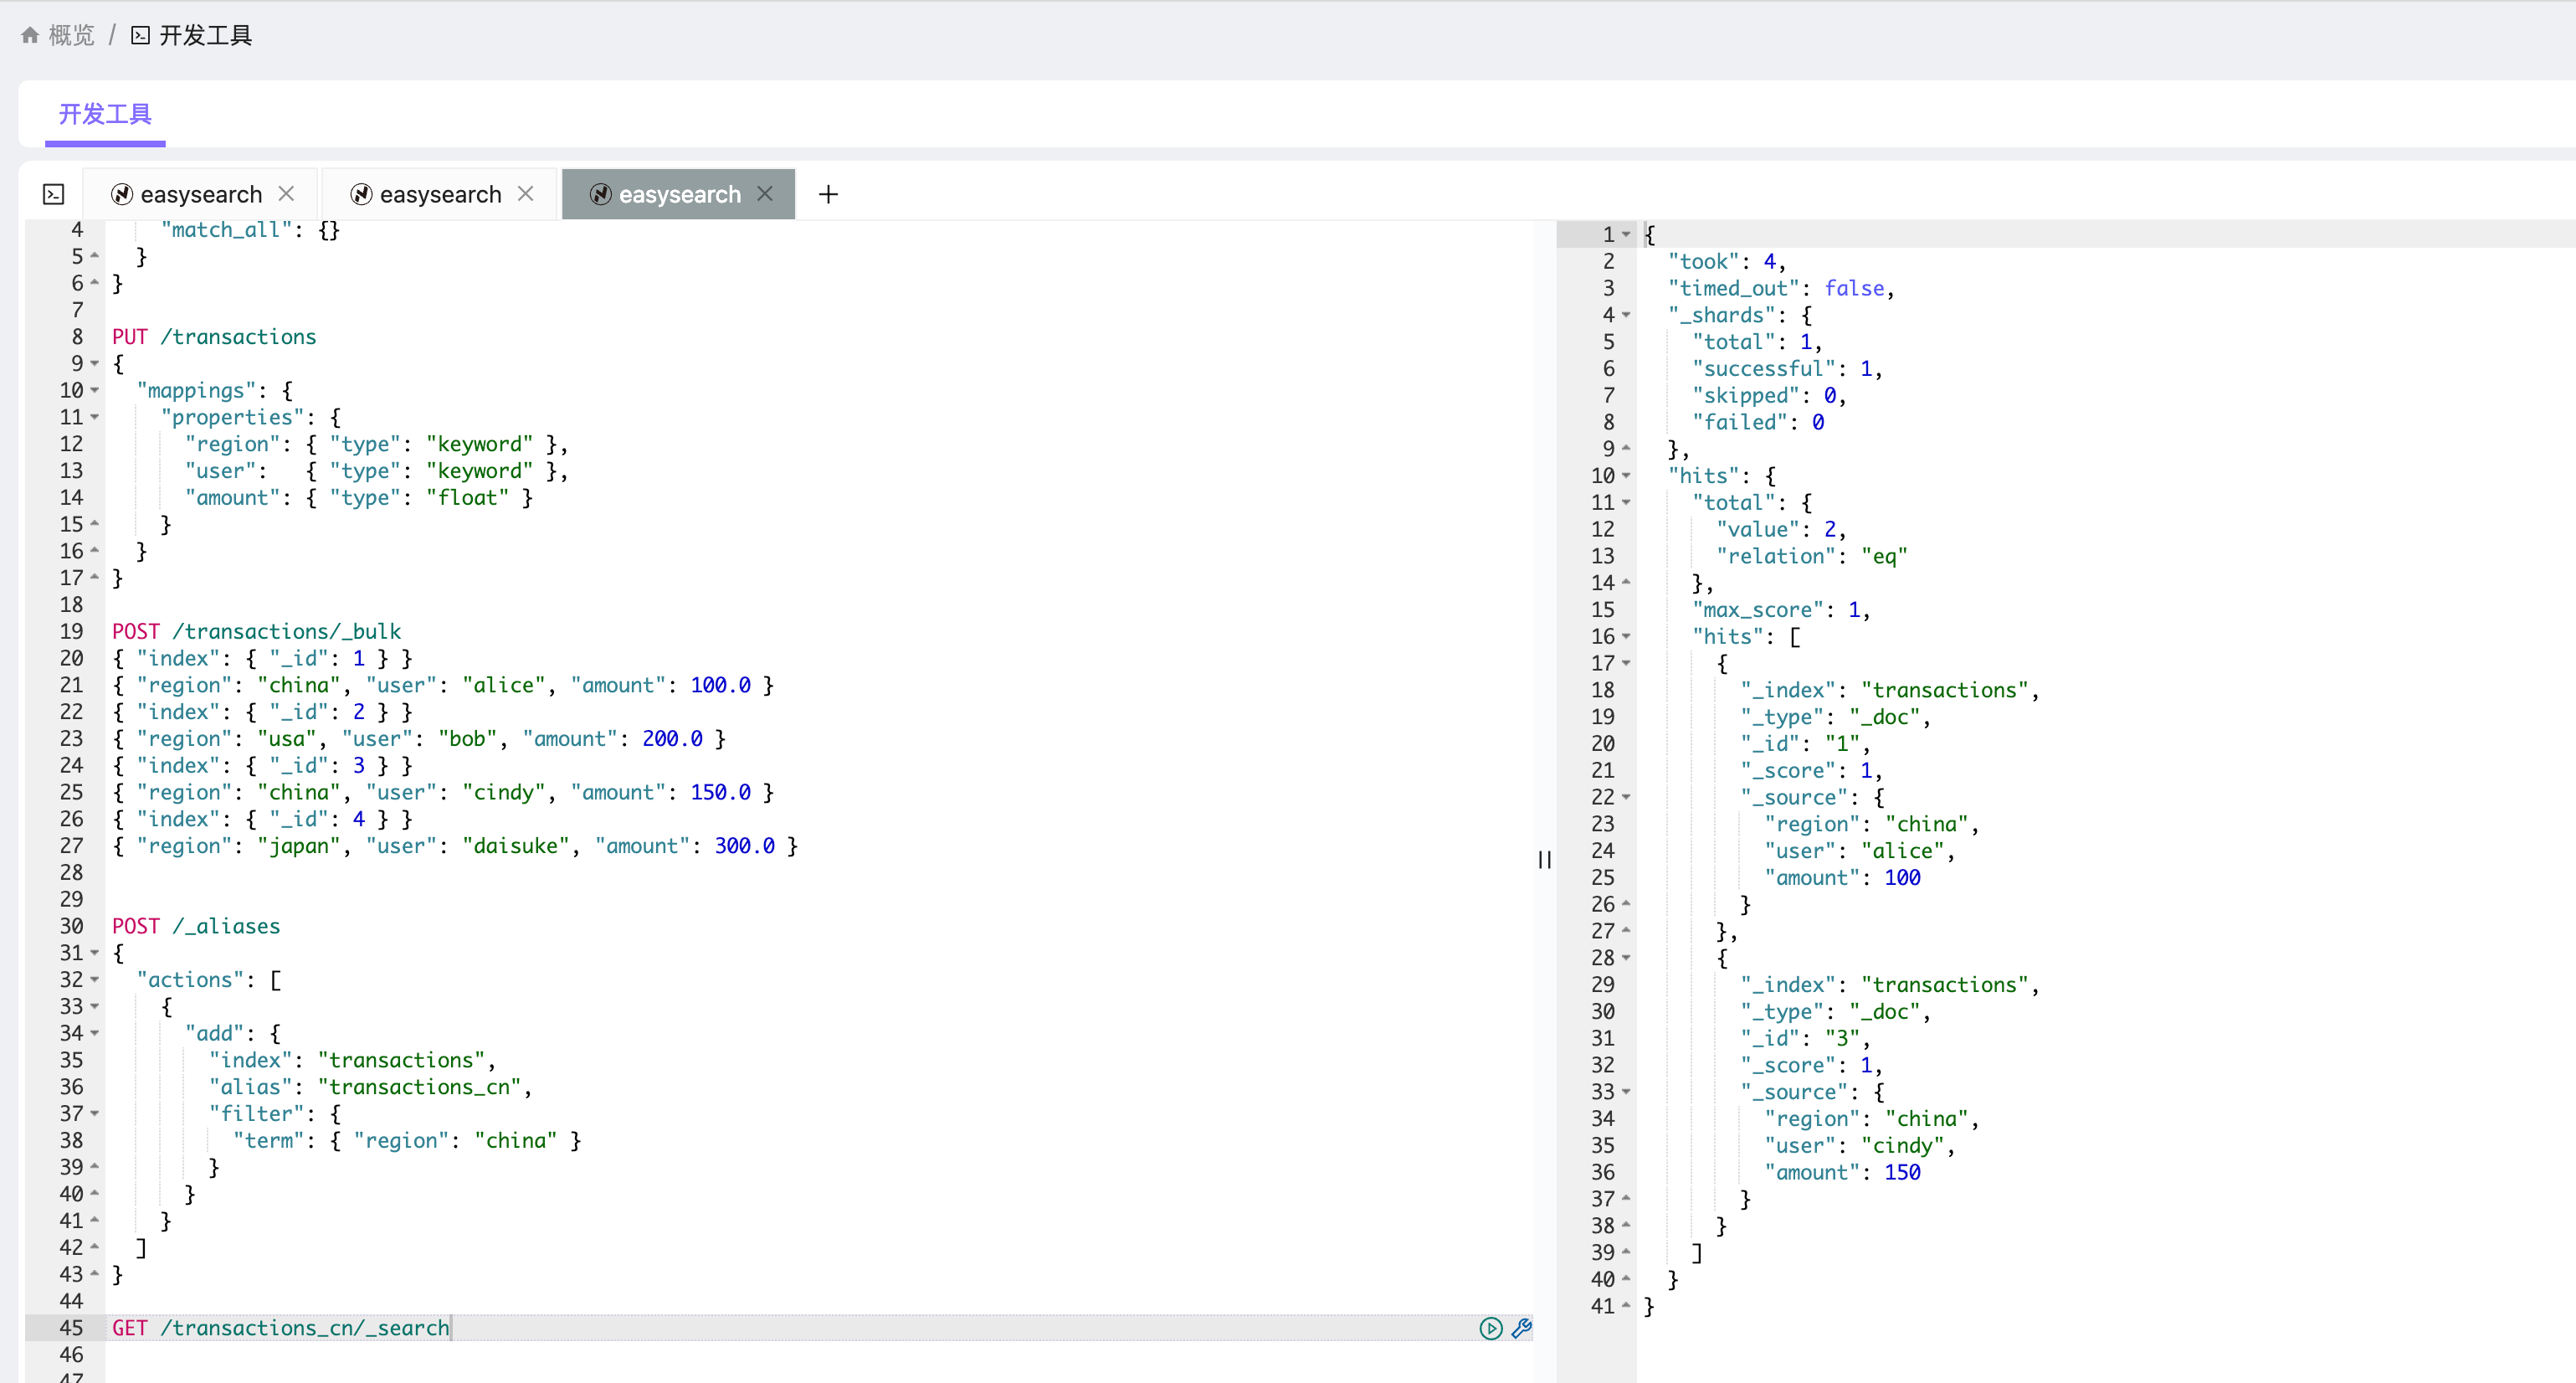 概览 / 开发工具
开发工具
easysearch easysearch easysearch
4 "match_all": {}
5 }
6 }
7
8 PUT /transactions
9 {
10 "mappings": {
11 "properties": {
12 "region": { "type": "keyword" },
13 "user":   { "type": "keyword" },
14 "amount": { "type": "float" }
15 }
16 }
17 }
18
19 POST /transactions/_bulk
20 { "index": { "_id": 1 } }
21 { "region": "china", "user": "alice", "amount": 100.0 }
22 { "index": { "_id": 2 } }
23 { "region": "usa", "user": "bob", "amount": 200.0 }
24 { "index": { "_id": 3 } }
25 { "region": "china", "user": "cindy", "amount": 150.0 }
26 { "index": { "_id": 4 } }
27 { "region": "japan", "user": "daisuke", "amount": 300.0 }
28
29
30 POST /_aliases
31 {
32 "actions": [
33 {
34 "add": {
35 "index": "transactions",
36 "alias": "transactions_cn",
37 "filter": {
38 "term": { "region": "china" }
39 }
40 }
41 }
42 ]
43 }
44
45 GET /transactions_cn/_search
46
47
1 {
2 "took": 4,
3 "timed_out": false,
4 "_shards": {
5 "total": 1,
6 "successful": 1,
7 "skipped": 0,
8 "failed": 0
9 },
10 "hits": {
11 "total": {
12 "value": 2,
13 "relation": "eq"
14 },
15 "max_score": 1,
16 "hits": [
17 {
18 "_index": "transactions",
19 "_type": "_doc",
20 "_id": "1",
21 "_score": 1,
22 "_source": {
23 "region": "china",
24 "user": "alice",
25 "amount": 100
26 }
27 },
28 {
29 "_index": "transactions",
30 "_type": "_doc",
31 "_id": "3",
32 "_score": 1,
33 "_source": {
34 "region": "china",
35 "user": "cindy",
36 "amount": 150
37 }
38 }
39 ]
40 }
41 }